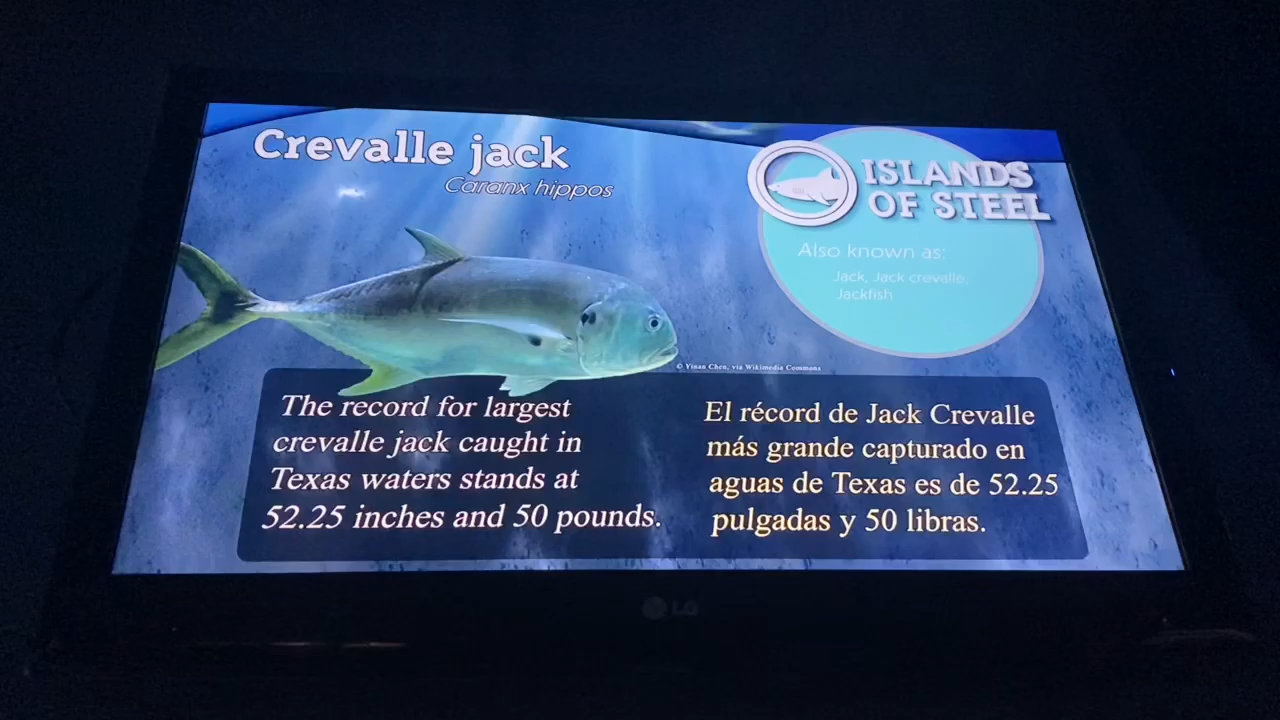 Crevalle jack
Caranx hippos
ISLANDS
OF STEEL
Also known as:
Jack, Jack crevalle,
Jackfish
© Yinan Chen, via Wikimedia Commons
The record for largest
crevalle jack caught in
Texas waters stands at
52.25 inches and 50 pounds.
El récord de Jack Crevalle
más grande capturado en
aguas de Texas es de 52.25
pulgadas y 50 libras.
LG